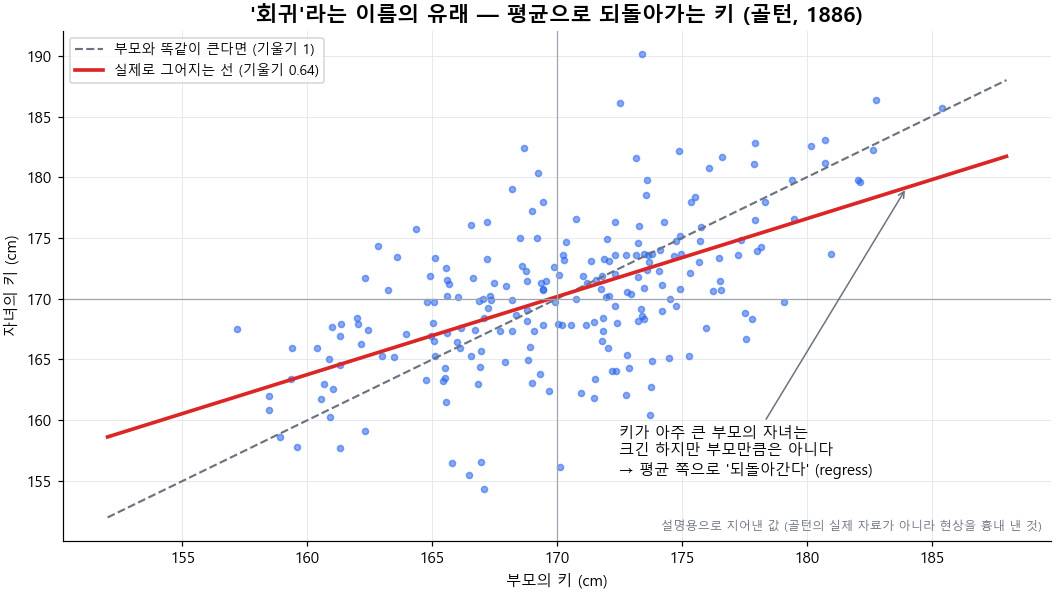 '회귀'라는 이름의 유래 — 평균으로 되돌아가는 키 (골턴, 1886)
부모와 똑같이 큰다면 (기울기 1)
실제로 그어지는 선 (기울기 0.64)
자녀의 키 (cm)
190
185
180
175
170
165
160
155
키가 아주 큰 부모의 자녀는
크긴 하지만 부모만큼은 아니다
→ 평균 쪽으로 '되돌아간다' (regress)
설명용으로 지어낸 값 (골턴의 실제 자료가 아니라 현상을 흉내 낸 것)
155 160 165 170 175 180 185
부모의 키 (cm)